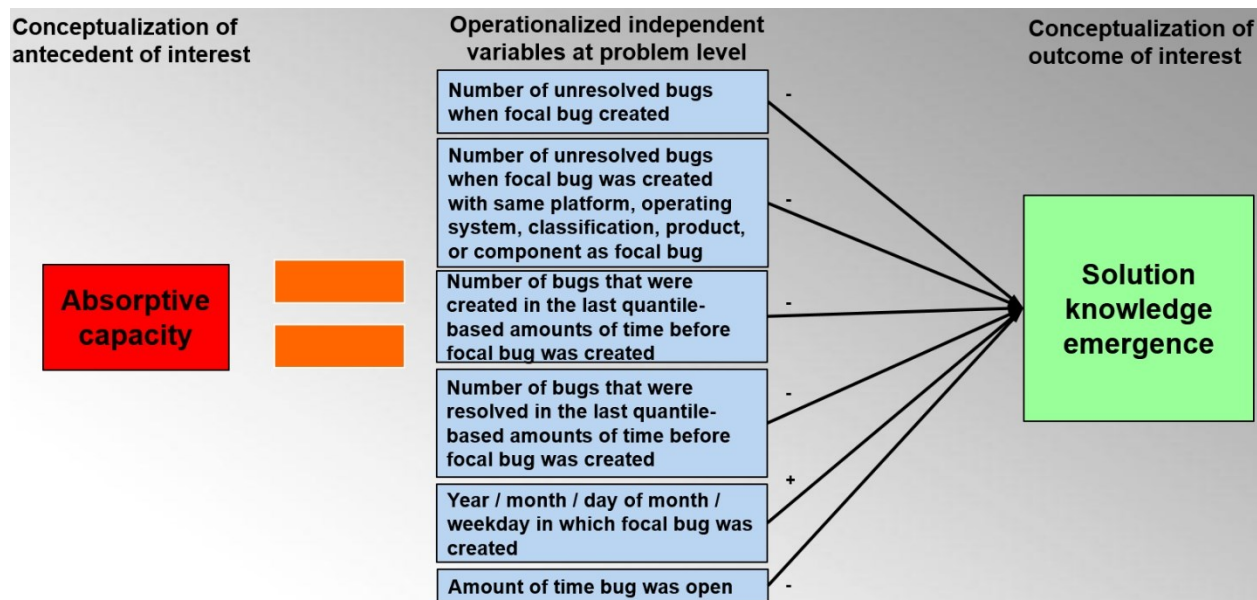 Conceptualization of
antecedent of interest
Operationalized independent
variables at problem level
Conceptualization of
outcome of interest
Number of unresolved bugs
when focal bug created
-
Number of unresolved bugs
when focal bug was created
with same platform, operating
system, classification, product,
or component as focal bug
-
Absorptive
capacity
Number of bugs that were
created in the last quantile-
based amounts of time before
focal bug was created
-
Solution
knowledge
emergence
Number of bugs that were
resolved in the last quantile-
based amounts of time before
focal bug was created
-
+
Year / month / day of month /
weekday in which focal bug was
created
Amount of time bug was open
-